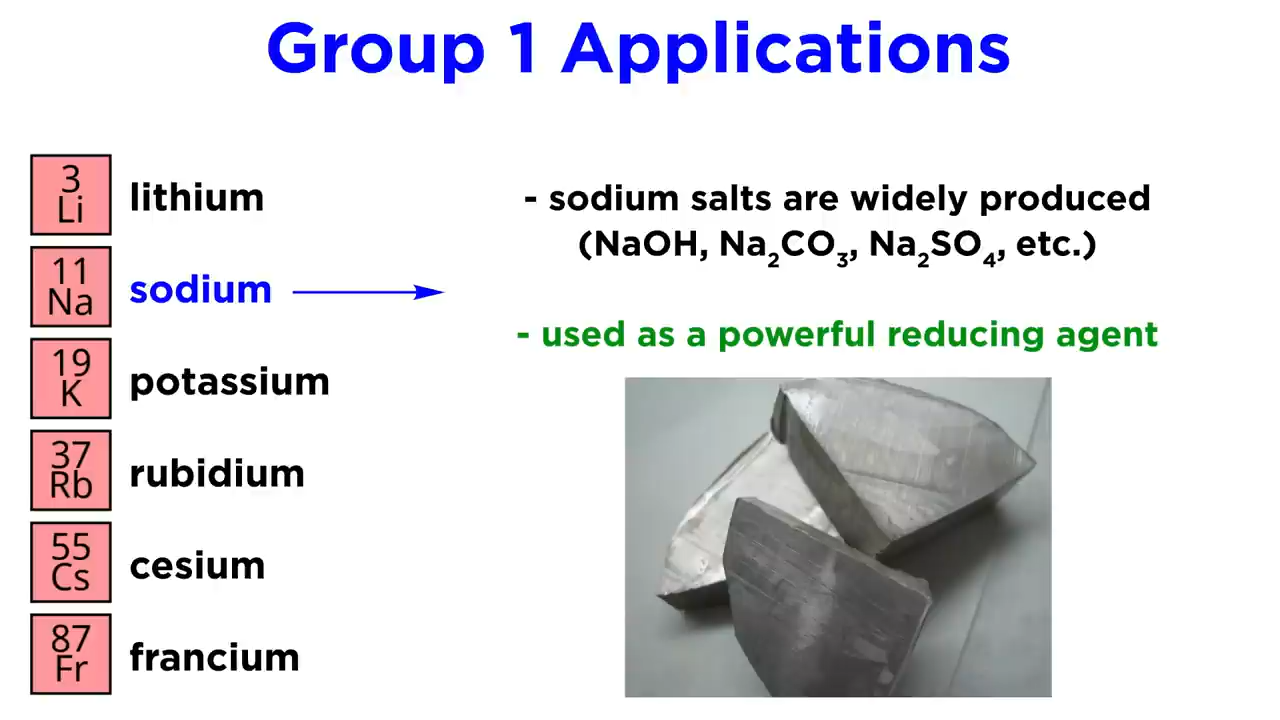 Group 1 Applications
3
Li
lithium
11
Na
sodium
19
K
potassium
37
Rb
rubidium
55
Cs
cesium
87
Fr
francium
- sodium salts are widely produced
(NaOH, Na₂CO₃, Na₂SO₄, etc.)
- used as a powerful reducing agent